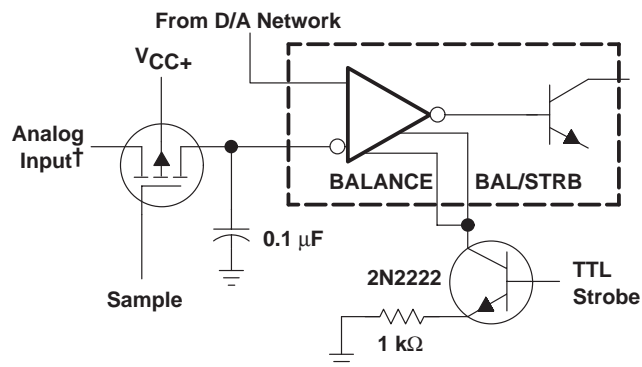 From D/A Network
VCC+
Analog
Input†
BALANCE
BAL/STRB
0.1 μF
2N2222
TTL
Strobe
Sample
1 kΩ